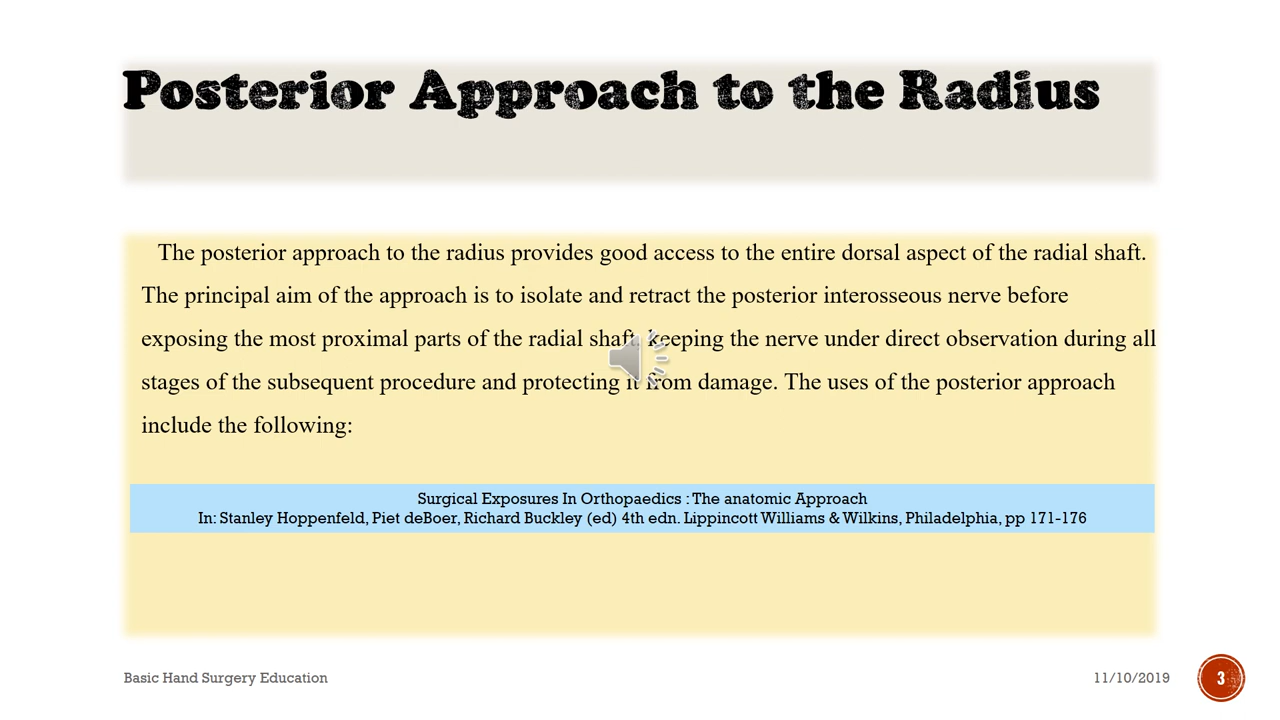 Posterior Approach to the Radius
The posterior approach to the radius provides good access to the entire dorsal aspect of the radial shaft.
The principal aim of the approach is to isolate and retract the posterior interosseous nerve before
exposing the most proximal parts of the radial shaft. keeping the nerve under direct observation during all
stages of the subsequent procedure and protecting it from damage. The uses of the posterior approach
include the following:
Surgical Exposures In Orthopaedics : The anatomic Approach
In: Stanley Hoppenfeld, Piet deBoer, Richard Buckley (ed) 4th edn. Lippincott Williams & Wilkins, Philadelphia, pp 171-176
Basic Hand Surgery Education
11/10/2019
3